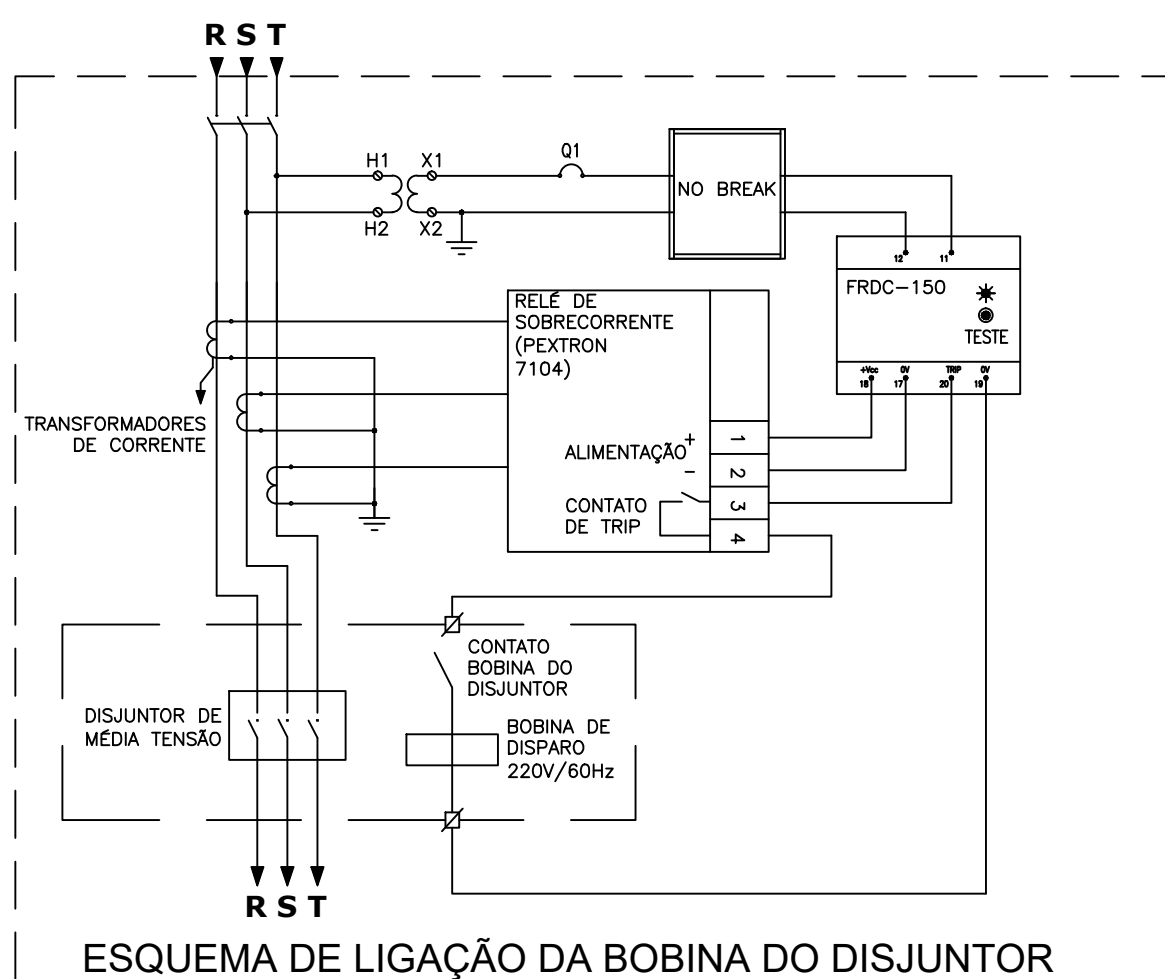 R S T
H1
X1
Q1
H2
X2
NO BREAK
12
11
FRDC-150
TESTE
+Vcc
0V
TRIP
0V
18
17
20
19
RELÉ DE
SOBRECORRENTE
(PEXTRON
7104)
TRANSFORMADORES
DE CORRENTE
ALIMENTAÇÃO
+
-
CONTATO
DE TRIP
1
2
3
4
CONTATO
BOBINA DO
DISJUNTOR
DISJUNTOR DE
MÉDIA TENSÃO
BOBINA DE
DISPARO
220V/60Hz
R S T
ESQUEMA DE LIGAÇÃO DA BOBINA DO DISJUNTOR